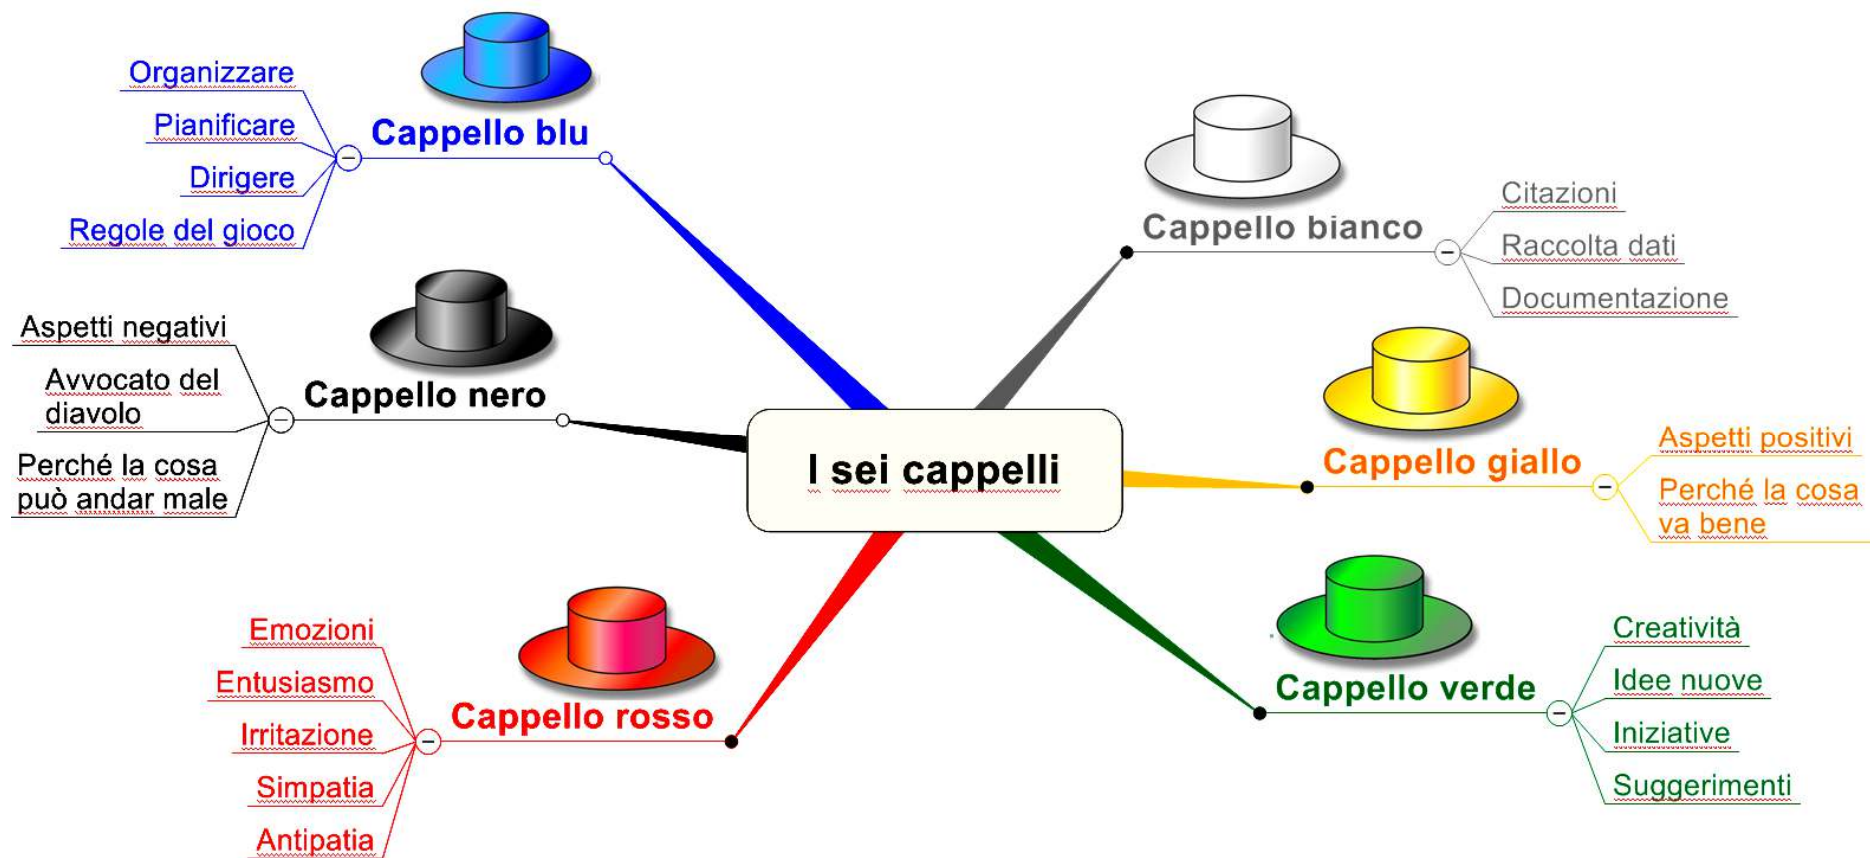 I sei cappelli
Cappello blu
Organizzare
Pianificare
Dirigere
Regole del gioco
Cappello nero
Aspetti negativi
Avvocato del
diavolo
Perché la cosa
può andar male
Cappello rosso
Emozioni
Entusiasmo
Irritazione
Simpatia
Antipatia
Cappello bianco
Citazioni
Raccolta dati
Documentazione
Cappello giallo
Aspetti positivi
Perché la cosa
va bene
Cappello verde
Creatività
Idee nuove
Iniziative
Suggerimenti